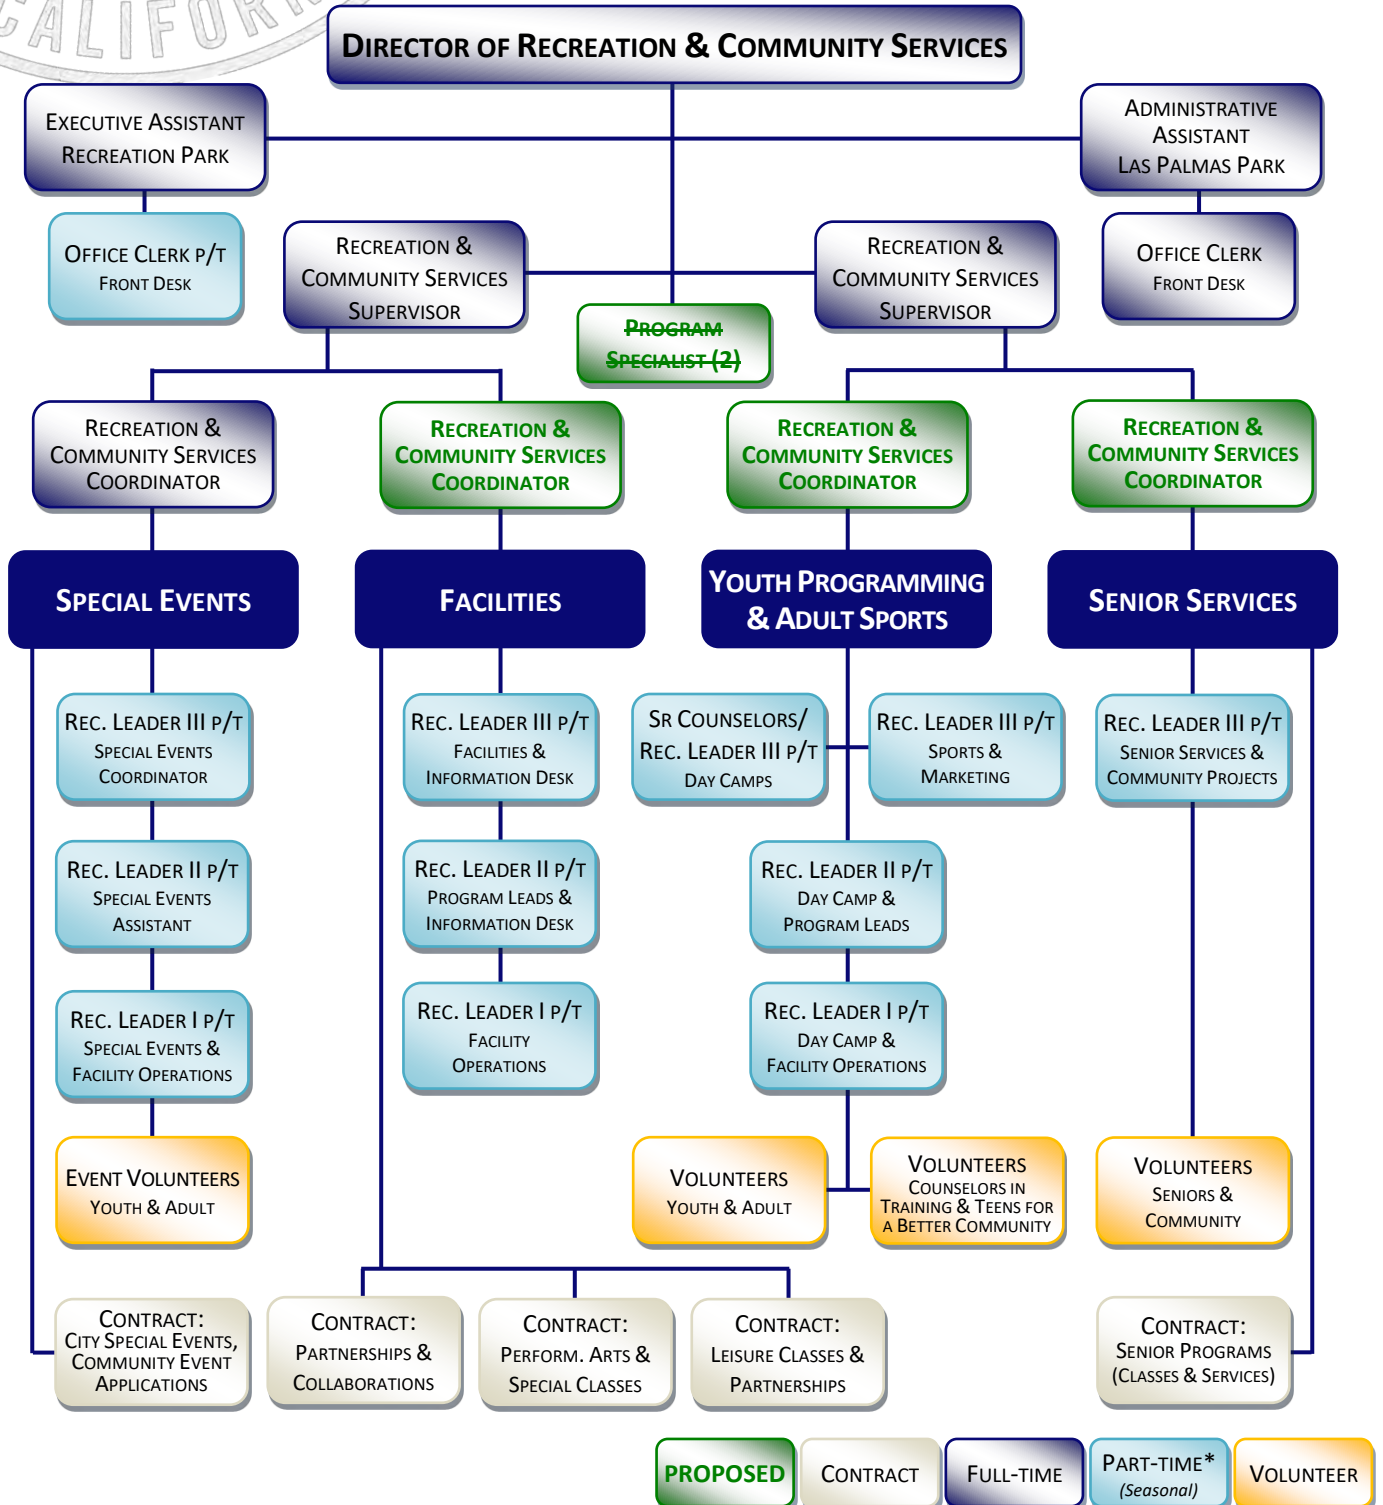 CALIFORN
DIRECTOR OF RECREATION & COMMUNITY SERVICES
EXECUTIVE ASSISTANT
RECREATION PARK
ADMINISTRATIVE
ASSISTANT
LAS PALMAS PARK
OFFICE CLERK P/T
FRONT DESK
RECREATION &
COMMUNITY SERVICES
SUPERVISOR
RECREATION &
COMMUNITY SERVICES
SUPERVISOR
OFFICE CLERK
FRONT DESK
PROGRAM
SPECIALIST (2)
RECREATION &
COMMUNITY SERVICES
COORDINATOR
RECREATION &
COMMUNITY SERVICES
COORDINATOR
RECREATION &
COMMUNITY SERVICES
COORDINATOR
RECREATION &
COMMUNITY SERVICES
COORDINATOR
SPECIAL EVENTS
FACILITIES
YOUTH PROGRAMMING
& ADULT SPORTS
SENIOR SERVICES
REC. LEADER III P/T
SPECIAL EVENTS
COORDINATOR
REC. LEADER III P/T
FACILITIES &
INFORMATION DESK
SR COUNSELORS/
REC. LEADER III P/T
DAY CAMPS
REC. LEADER III P/T
SPORTS &
MARKETING
REC. LEADER III P/T
SENIOR SERVICES &
COMMUNITY PROJECTS
REC. LEADER II P/T
SPECIAL EVENTS
ASSISTANT
REC. LEADER II P/T
PROGRAM LEADS &
INFORMATION DESK
REC. LEADER II P/T
DAY CAMP &
PROGRAM LEADS
REC. LEADER I P/T
SPECIAL EVENTS &
FACILITY OPERATIONS
REC. LEADER I P/T
FACILITY
OPERATIONS
REC. LEADER I P/T
DAY CAMP &
FACILITY OPERATIONS
EVENT VOLUNTEERS
YOUTH & ADULT
VOLUNTEERS
YOUTH & ADULT
VOLUNTEERS
COUNSELORS IN
TRAINING & TEENS FOR
A BETTER COMMUNITY
VOLUNTEERS
SENIORS &
COMMUNITY
CONTRACT:
CITY SPECIAL EVENTS,
COMMUNITY EVENT
APPLICATIONS
CONTRACT:
PARTNERSHIPS &
COLLABORATIONS
CONTRACT:
PERFORM. ARTS &
SPECIAL CLASSES
CONTRACT:
LEISURE CLASSES &
PARTNERSHIPS
CONTRACT:
SENIOR PROGRAMS
(CLASSES & SERVICES)
PROPOSED
CONTRACT
FULL-TIME
PART-TIME*
(Seasonal)
VOLUNTEER